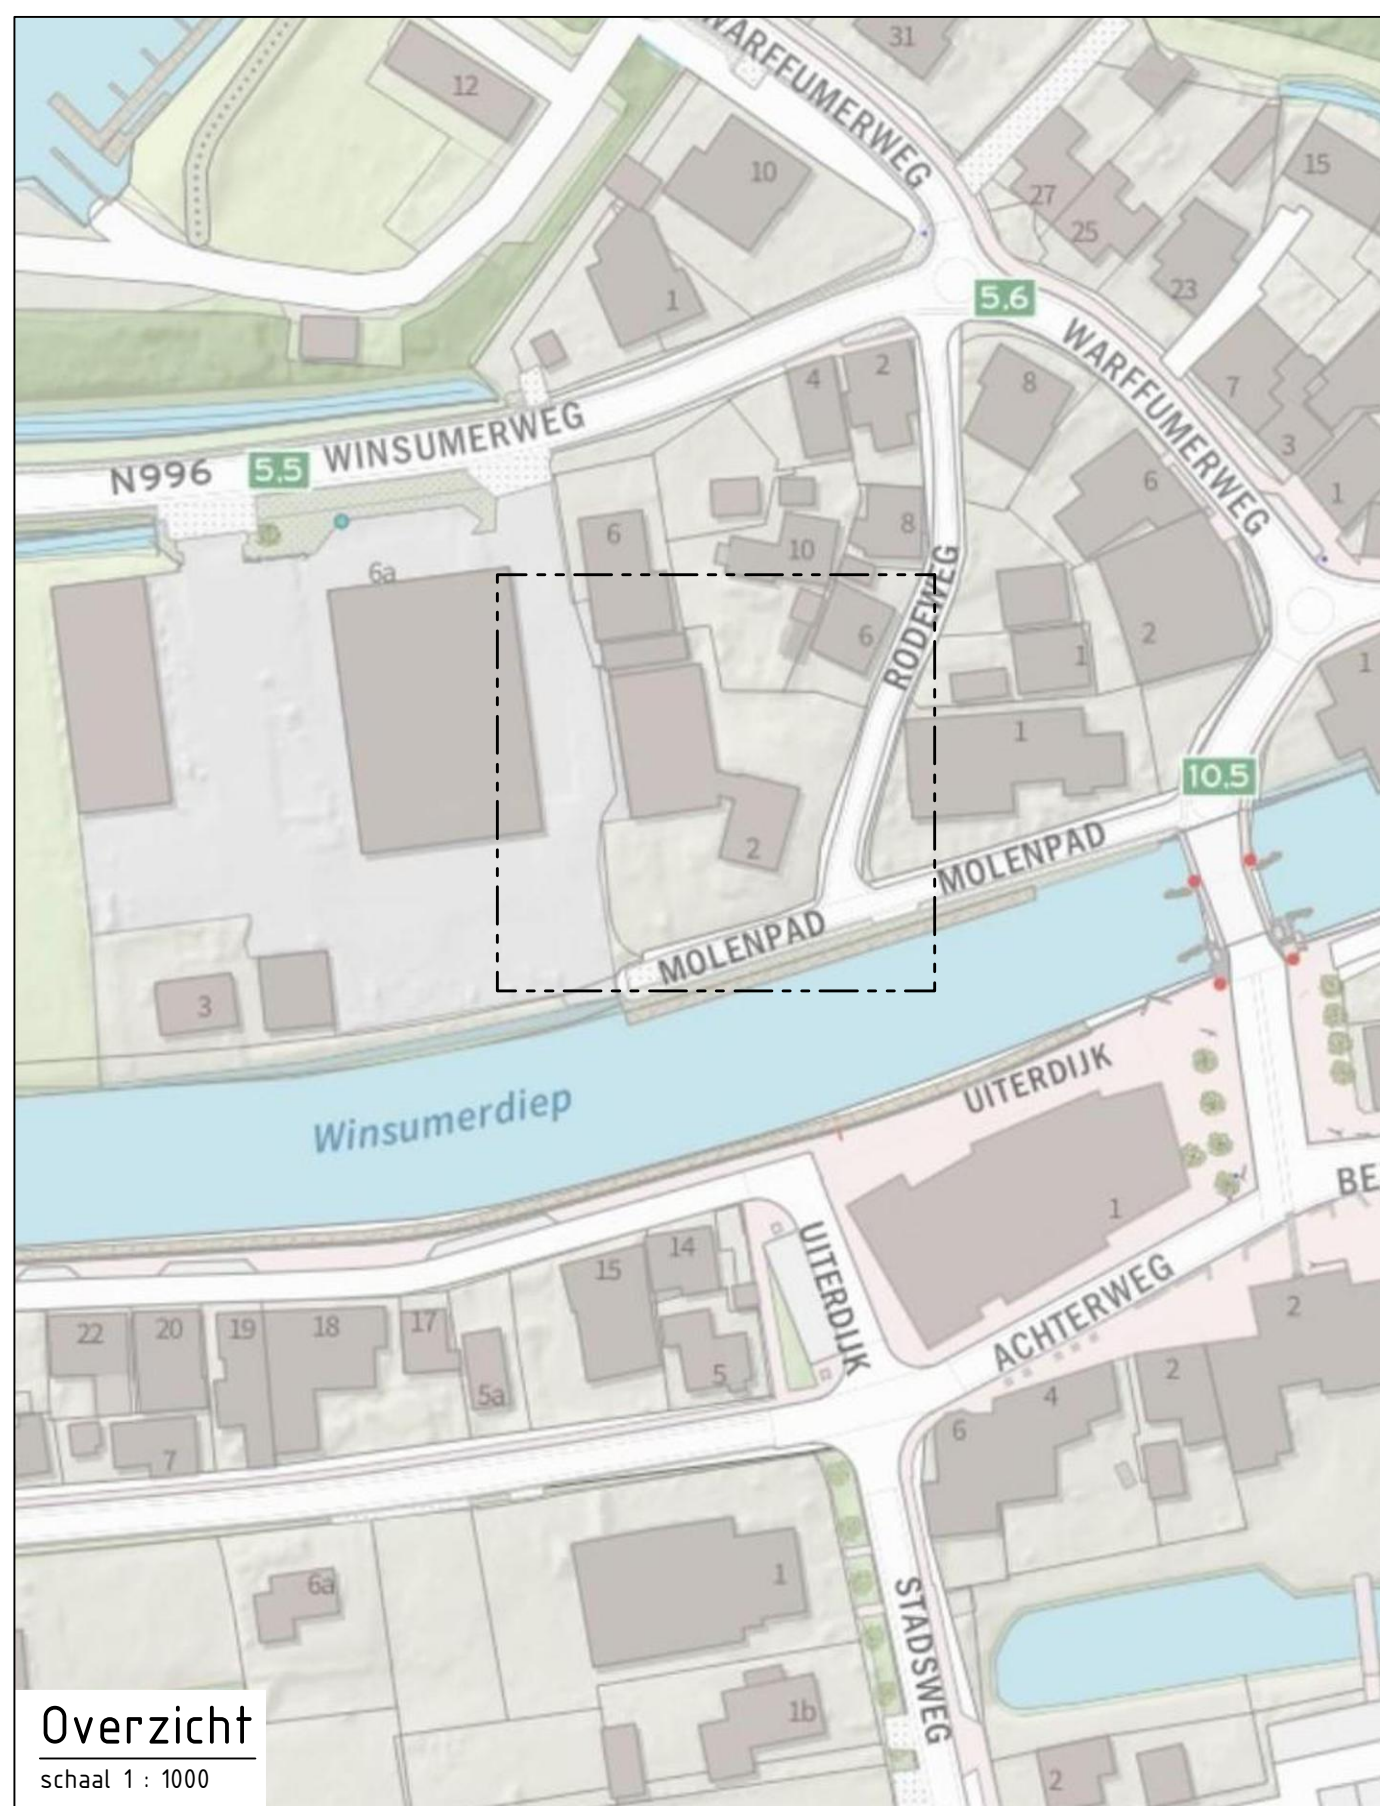 31
WARFFUMERWEG
12
10
15
27
25
23
1
5.6
WARFFUMERWEG
4
2
8
7
3
1
WINSUMERWEG
N996
5.5
6
6
8
10
6a
6
RODEWEG
2
1
1
1
10.5
2
MOLENPAD
MOLENPAD
3
UITERDIJK
Winsumerdiep
BE
1
UITERDIJK
14
15
ACHTERWEG
2
22
20
19
18
17
5
5a
2
4
6
7
1
6a
STADSWEG
1b
2
Overzicht
schaal 1 : 1000